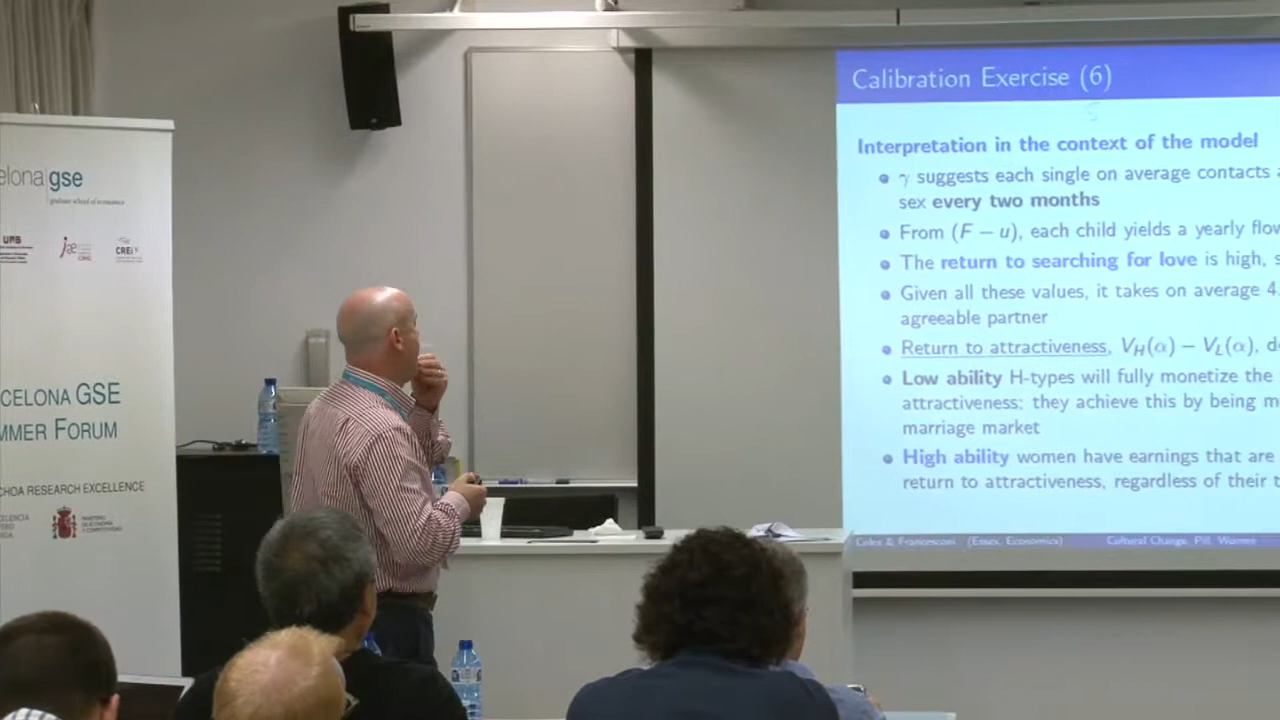 elona gse
graduate school of economics
UPB
jae
CREi
CELONA GSE
MMER FORUM
CHOA RESEARCH EXCELLENCE
Calibration Exercise (6)
Interpretation in the context of the model
γ suggests each single on average contacts
sex every two months
From (F − u), each child yields a yearly flow
The return to searching for love is high, s
Given all these values, it takes on average 4.
agreeable partner
Return to attractiveness, V_H(α) − V_L(α), d
Low ability H-types will fully monetize the
attractiveness: they achieve this by being m
marriage market
High ability women have earnings that are
return to attractiveness, regardless of their t
Coles & Francesconi (Essex, Economics) Cultural Change, Pill, Women